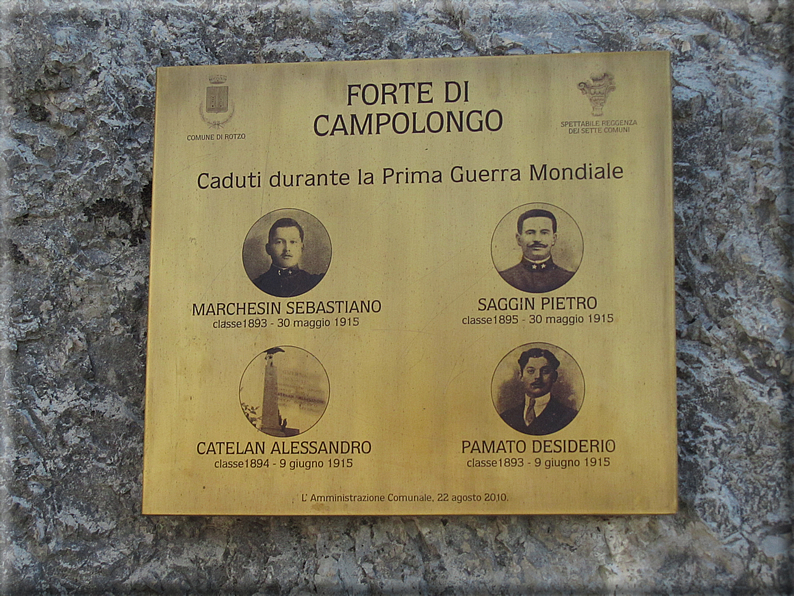 FORTE DI
CAMPOLONGO
COMUNE DI ROTZO
SPETTABILE REGGENZA
DEI SETTE COMUNI
Caduti durante la Prima Guerra Mondiale
MARCHESIN SEBASTIANO
classe1893 - 30 maggio 1915
SAGGIN PIETRO
classe1895 - 30 maggio 1915
CATELAN ALESSANDRO
classe1894 - 9 giugno 1915
PAMATO DESIDERIO
classe1893 - 9 giugno 1915
L' Amministrazione Comunale, 22 agosto 2010.